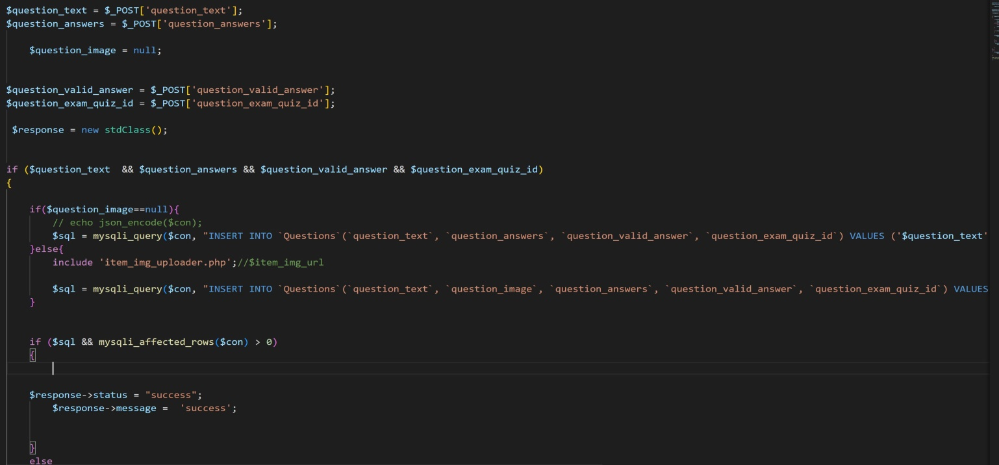 $question_text = $_POST['question_text'];
$question_answers = $_POST['question_answers'];
$question_image = null;
$question_valid_answer = $_POST['question_valid_answer'];
$question_exam_quiz_id = $_POST['question_exam_quiz_id'];
$response = new stdClass();
if ($question_text  && $question_answers && $question_valid_answer && $question_exam_quiz_id)
{
if($question_image==null){
// echo json_encode($con);
$sql = mysqli_query($con, "INSERT INTO `Questions`(`question_text`, `question_answers`, `question_valid_answer`, `question_exam_quiz_id`) VALUES ('$question_text'
}else{
include 'item_img_uploader.php';//$item_img_url
$sql = mysqli_query($con, "INSERT INTO `Questions`(`question_text`, `question_image`, `question_answers`, `question_valid_answer`, `question_exam_quiz_id`) VALUES
}
if ($sql && mysqli_affected_rows($con) > 0)
{
$response->status = "success";
$response->message =  'success';
}
else